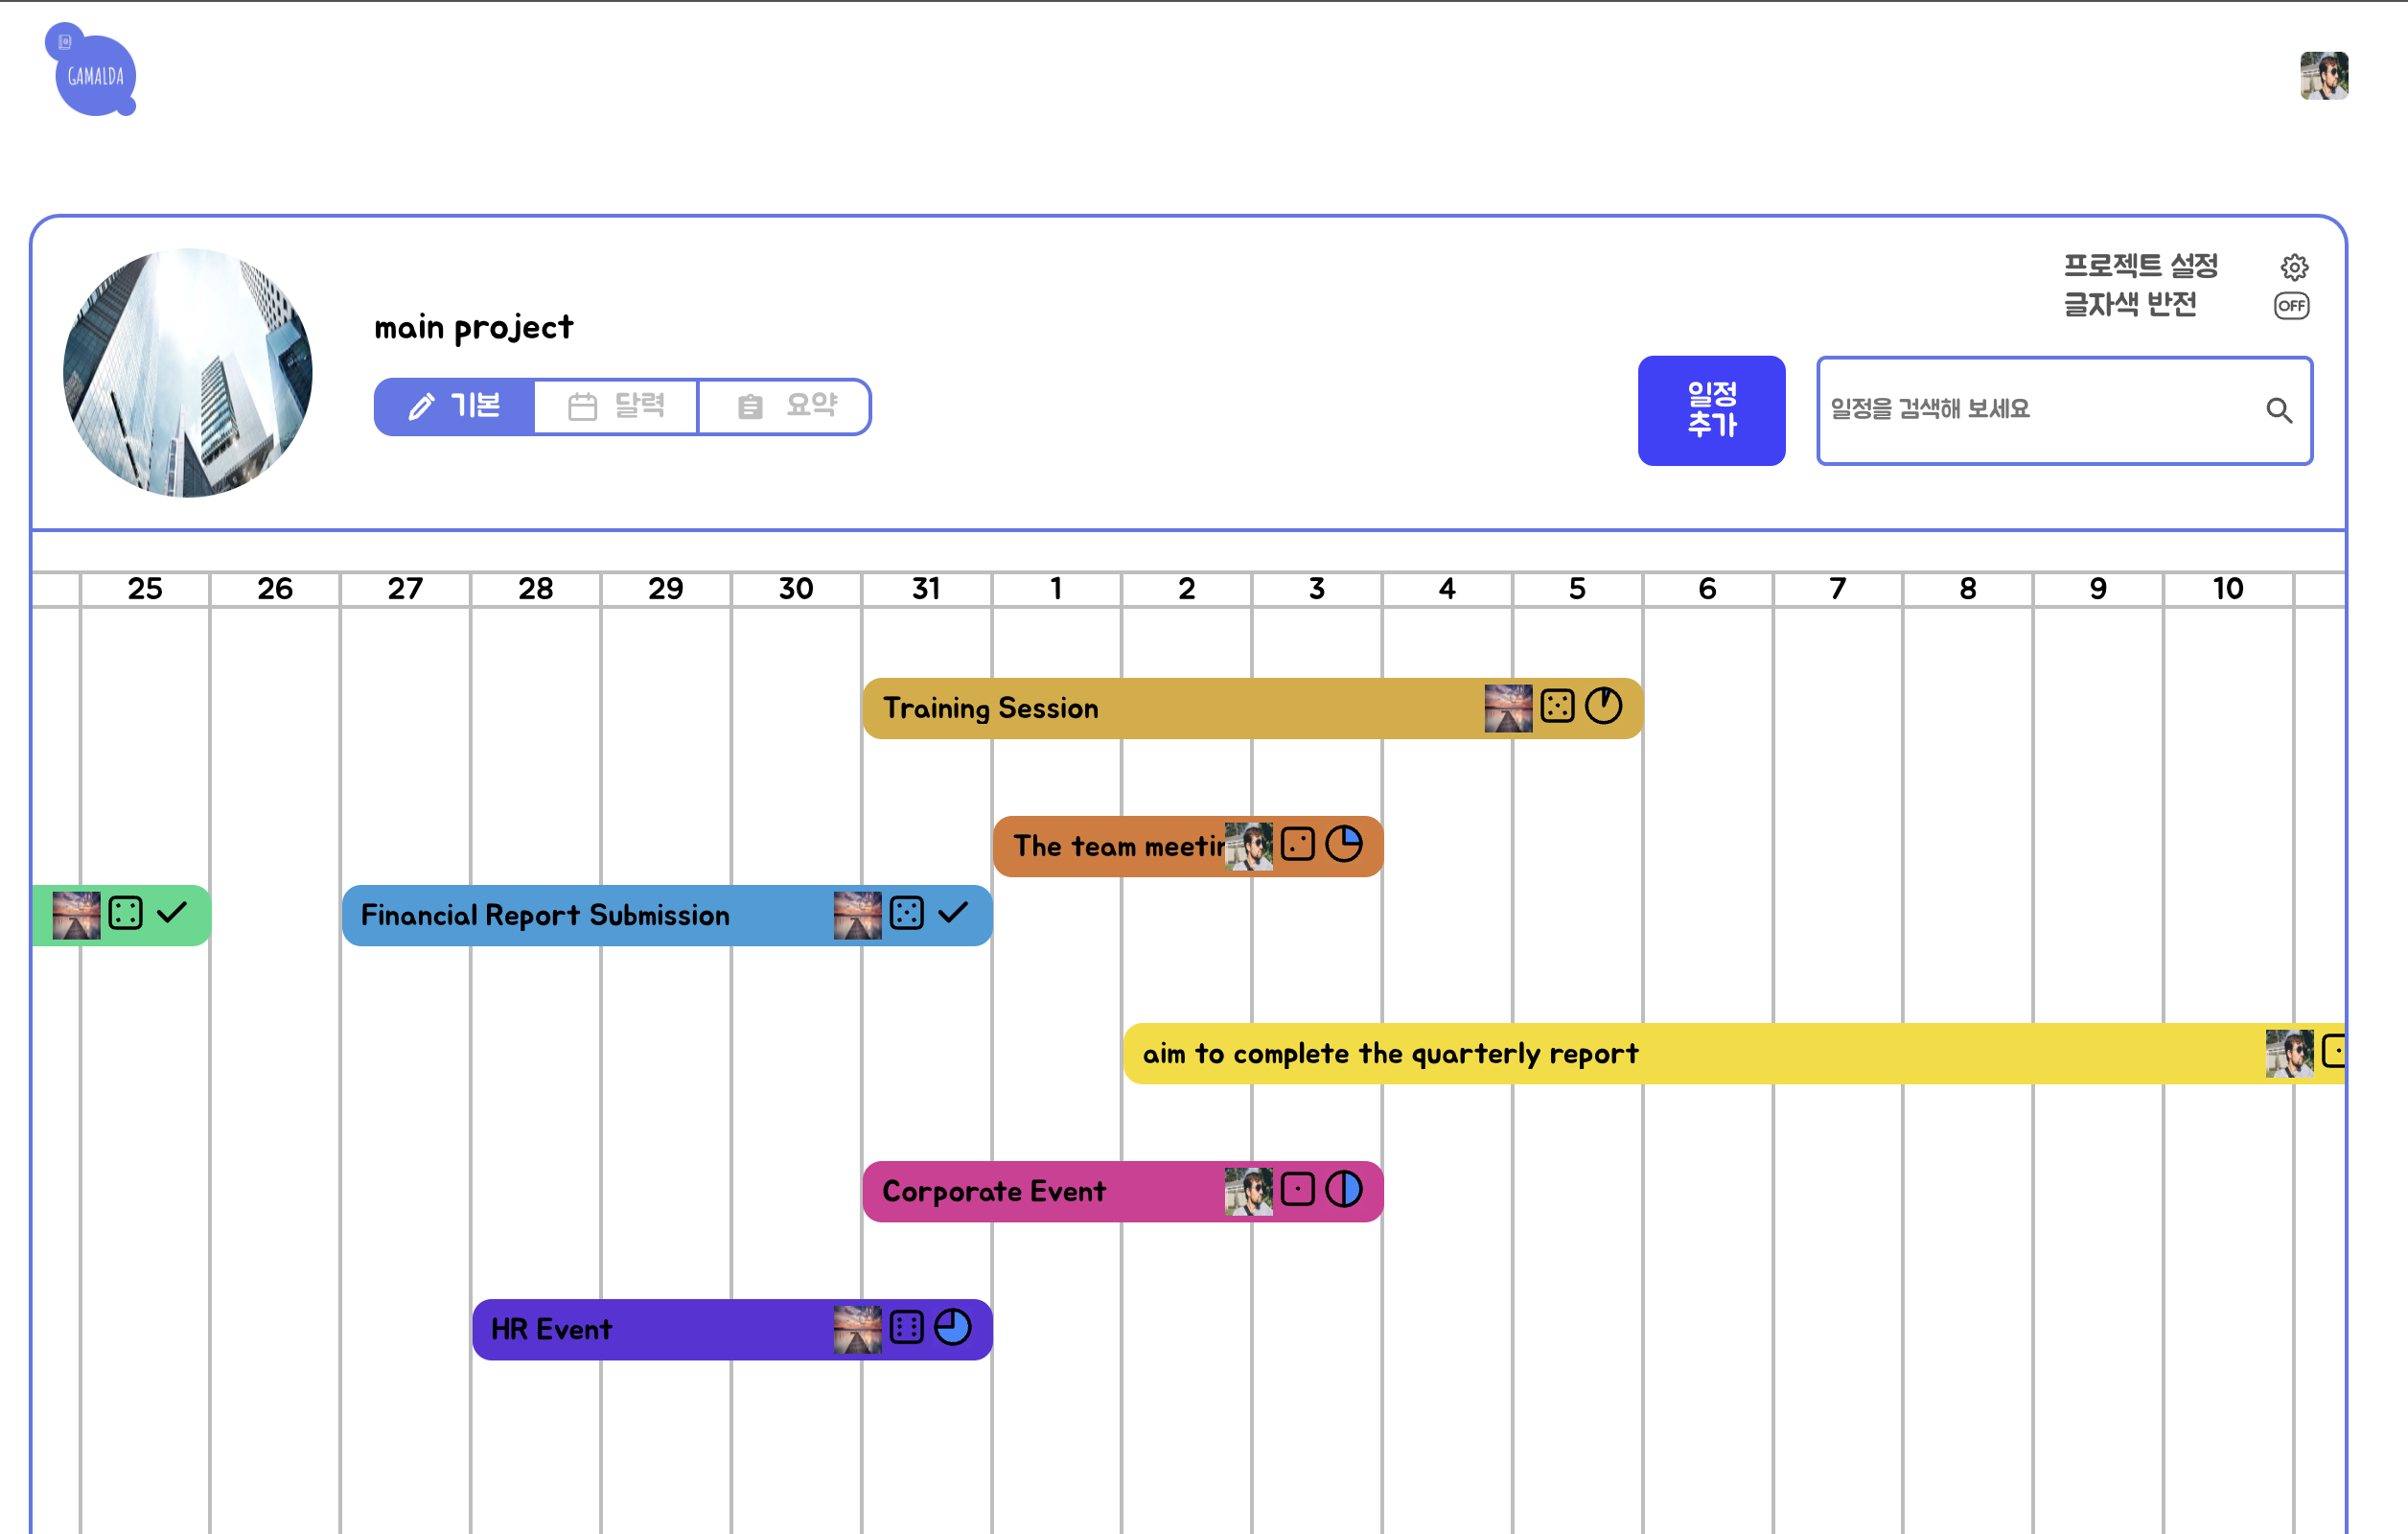 GAMALDA
프로젝트 설정
글자색 반전
OFF
main project
기본 달력 요약
일정
추가
일정을 검색해 보세요
25 26 27 28 29 30 31 1 2 3 4 5 6 7 8 9 10
Training Session
The team meetin
Financial Report Submission
aim to complete the quarterly report
Corporate Event
HR Event